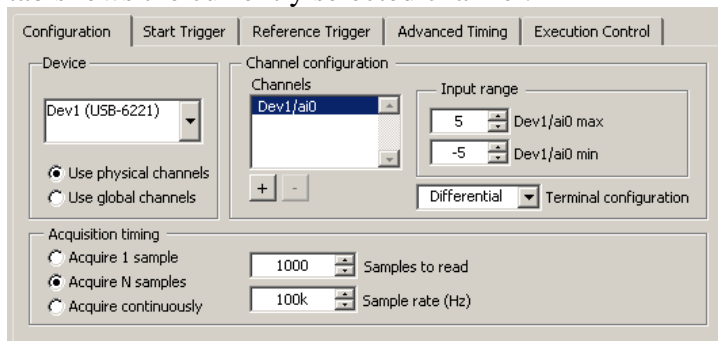 Configuration Start Trigger Reference Trigger Advanced Timing Execution Control
Device
Dev1 (USB-6221)
Use physical channels
Use global channels
Channel configuration
Channels
Dev1/ai0
+ -
Input range
5 Dev1/ai0 max
-5 Dev1/ai0 min
Differential Terminal configuration
Acquisition timing
Acquire 1 sample
Acquire N samples
Acquire continuously
1000 Samples to read
100k Sample rate (Hz)